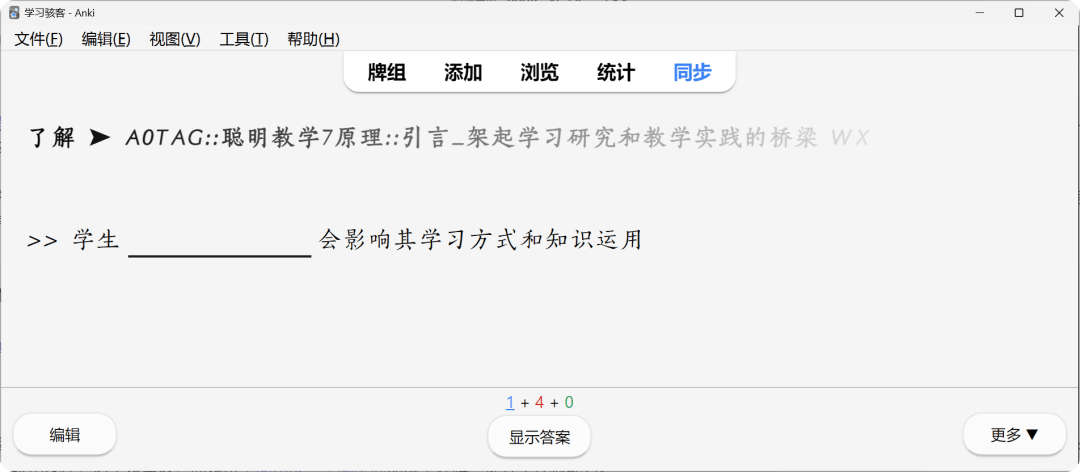 学习骇客 - Anki
文件(F) 编辑(E) 视图(V) 工具(T) 帮助(H)
牌组 添加 浏览 统计 同步
了解 ➤ A0TAG::聪明教学7原理::引言_架起学习研究和教学实践的桥梁 WX
>> 学生 ____________ 会影响其学习方式和知识运用
1 + 4 + 0
编辑 显示答案 更多 ▼